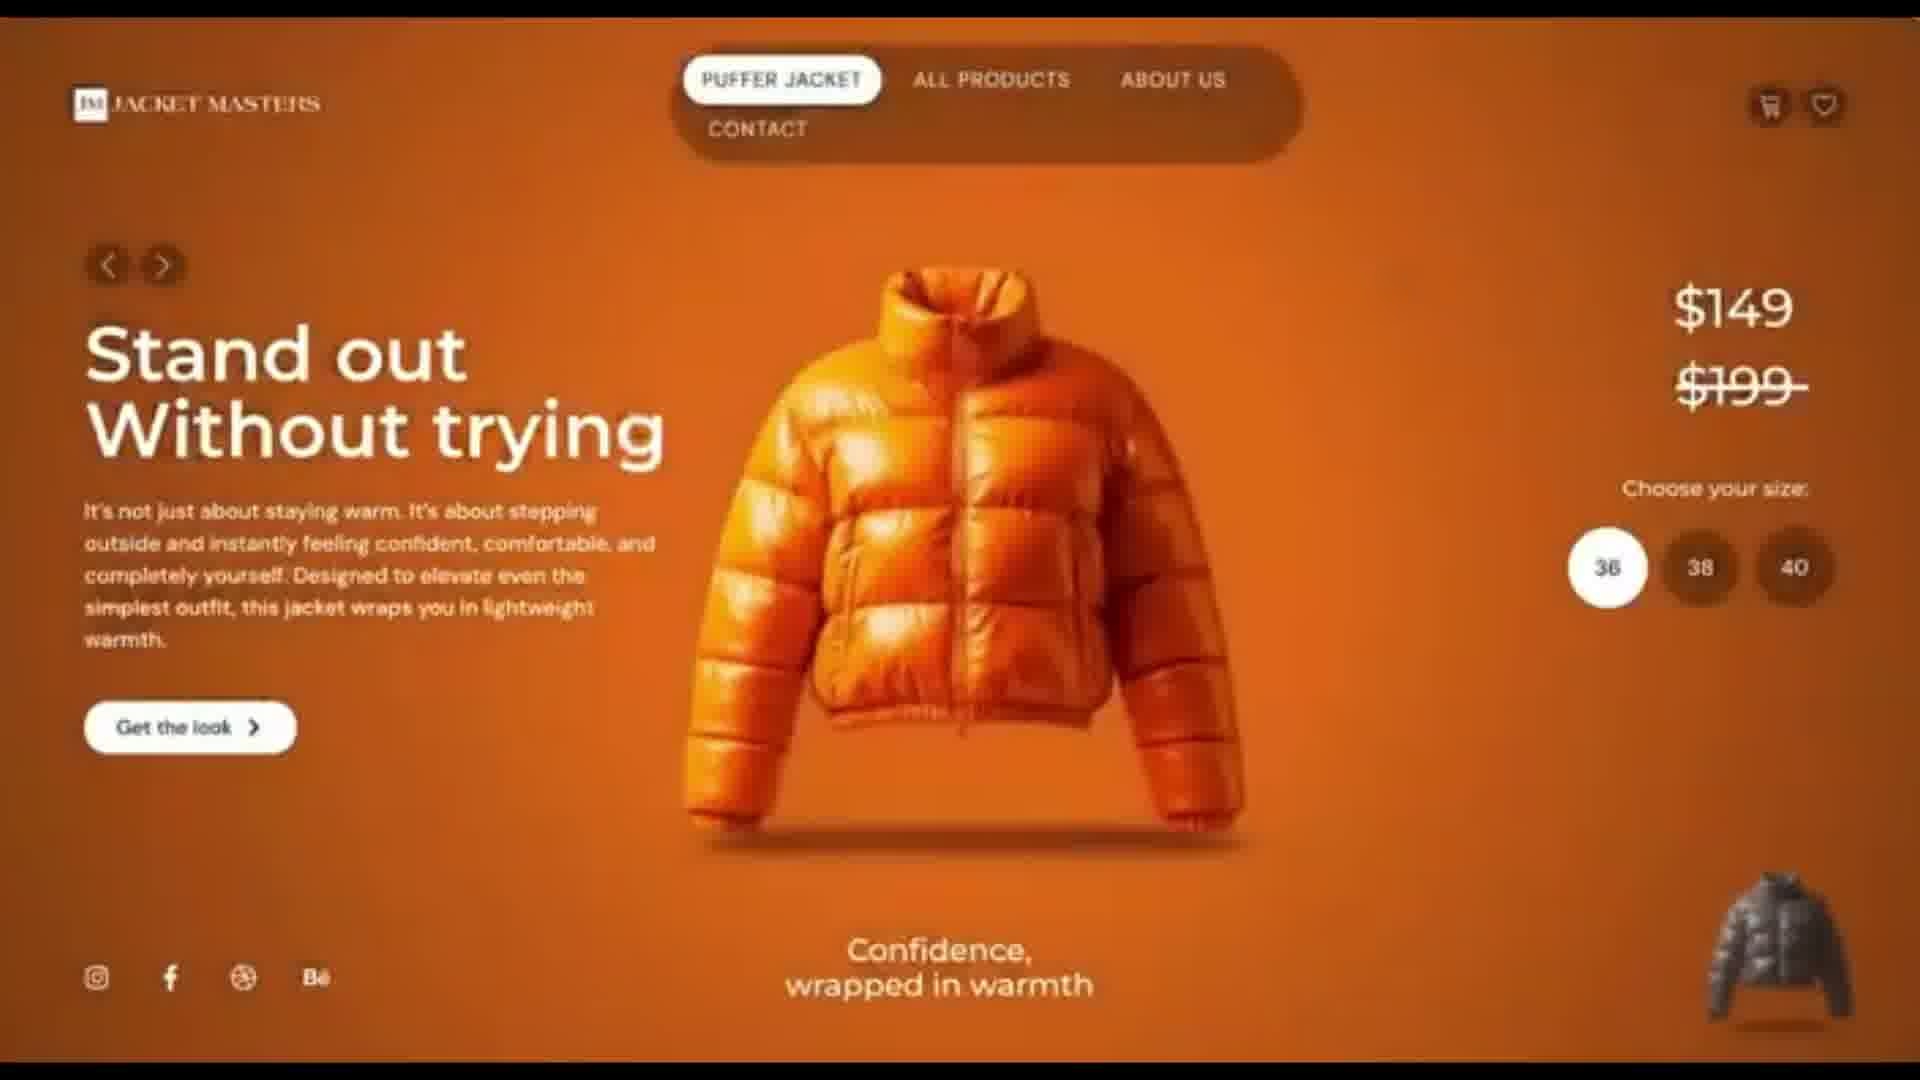 JM JACKET MASTERS
PUFFER JACKET ALL PRODUCTS ABOUT US
CONTACT
Stand out
Without trying
It's not just about staying warm. It's about stepping
outside and instantly feeling confident, comfortable, and
completely yourself. Designed to elevate even the
simplest outfit, this jacket wraps you in lightweight
warmth.
Get the look
$149
$199
Choose your size:
36 38 40
Confidence,
wrapped in warmth
Bē